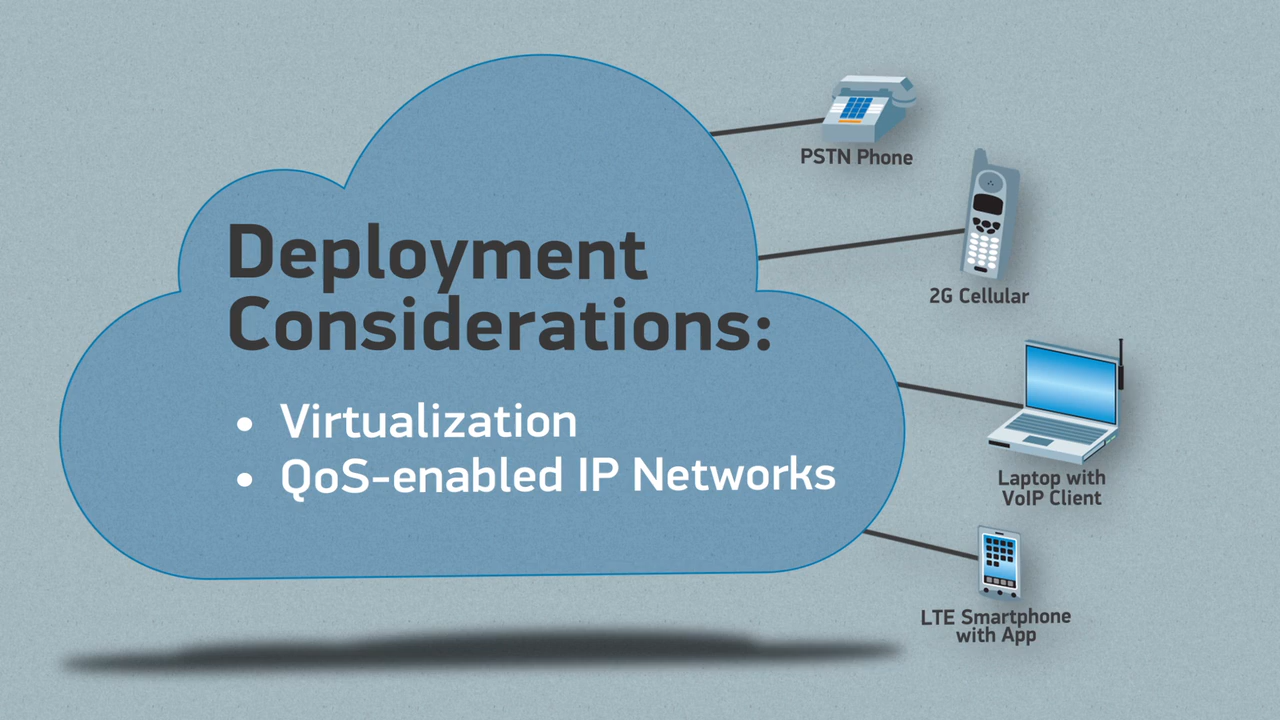 Deployment
Considerations:
• Virtualization
• QoS-enabled IP Networks
PSTN Phone
2G Cellular
Laptop with
VoIP Client
LTE Smartphone
with App